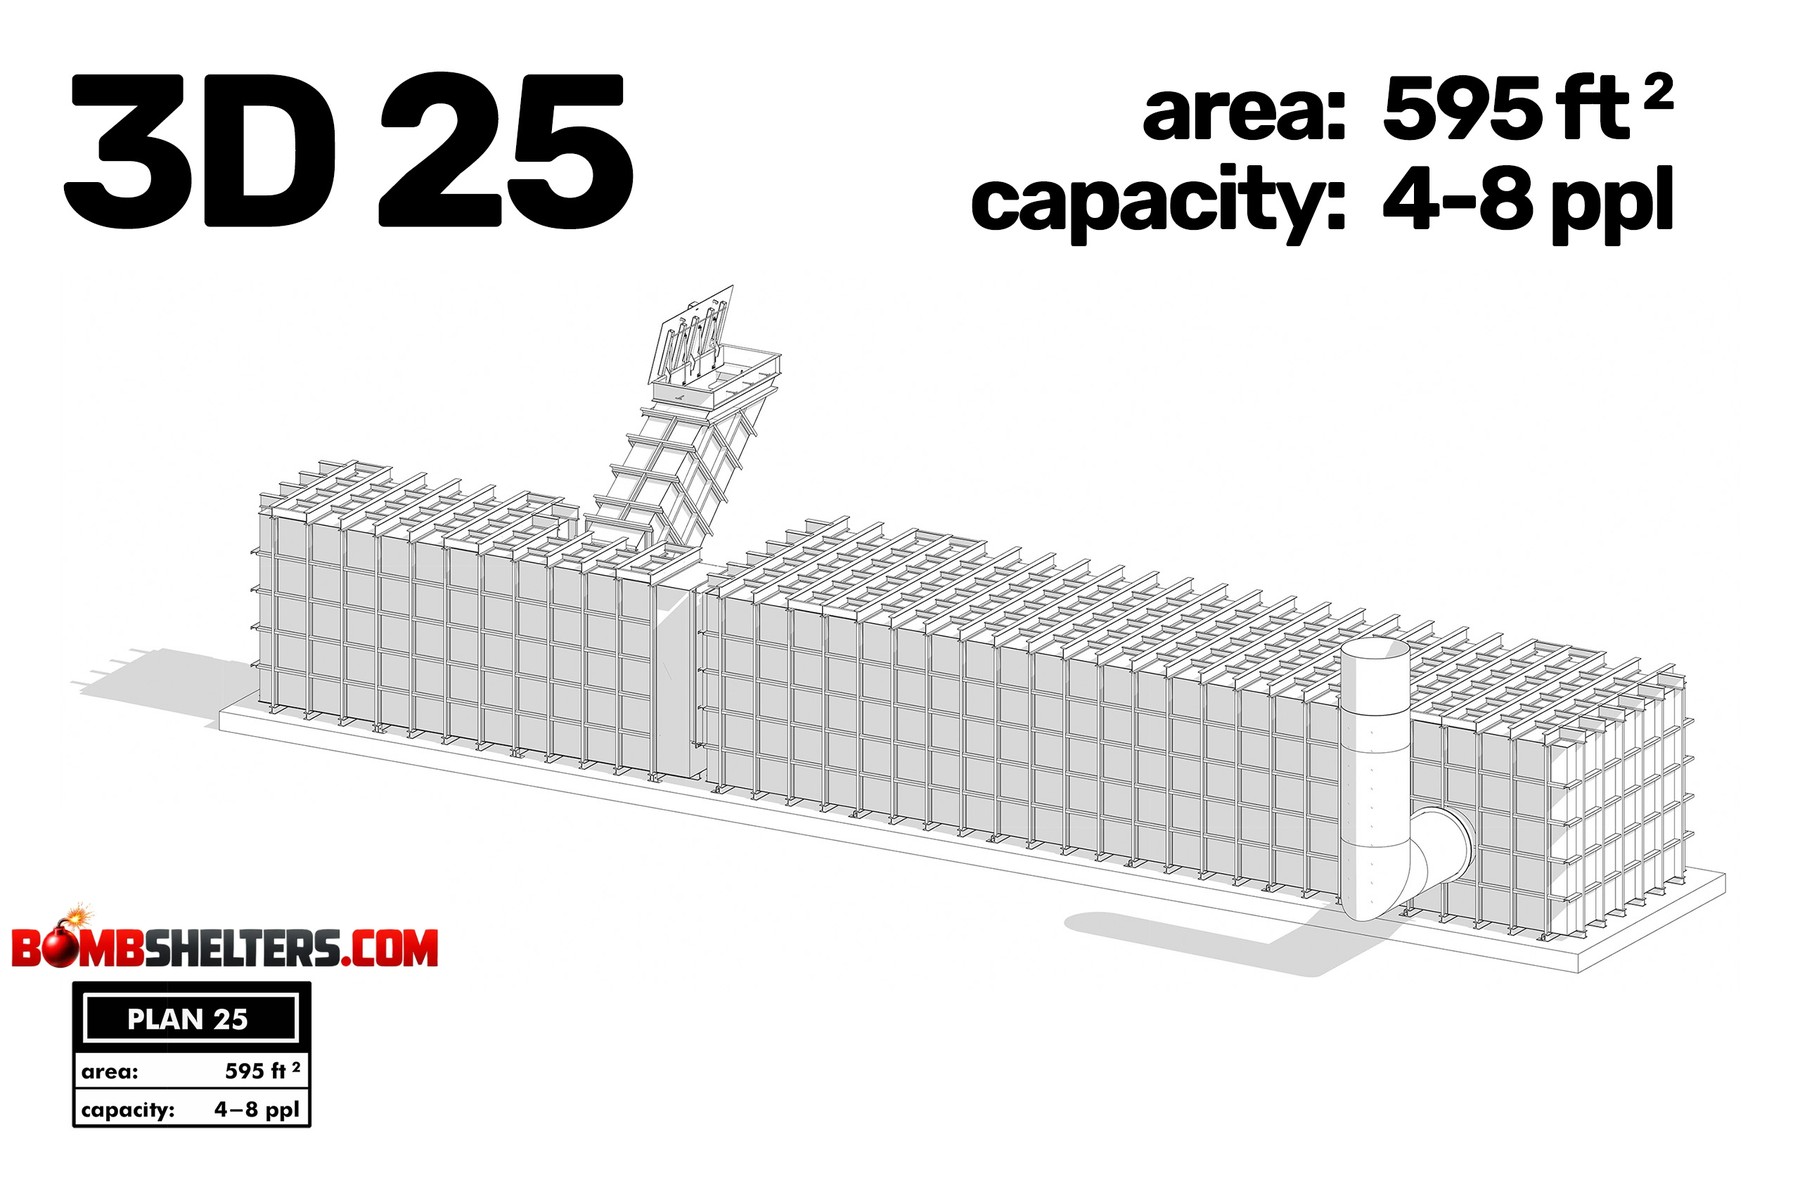 3D 25
area: 595 ft ²
capacity: 4-8 ppl
BOMBSHELTERS.COM
PLAN 25
area: 595 ft ²
capacity: 4–8 ppl